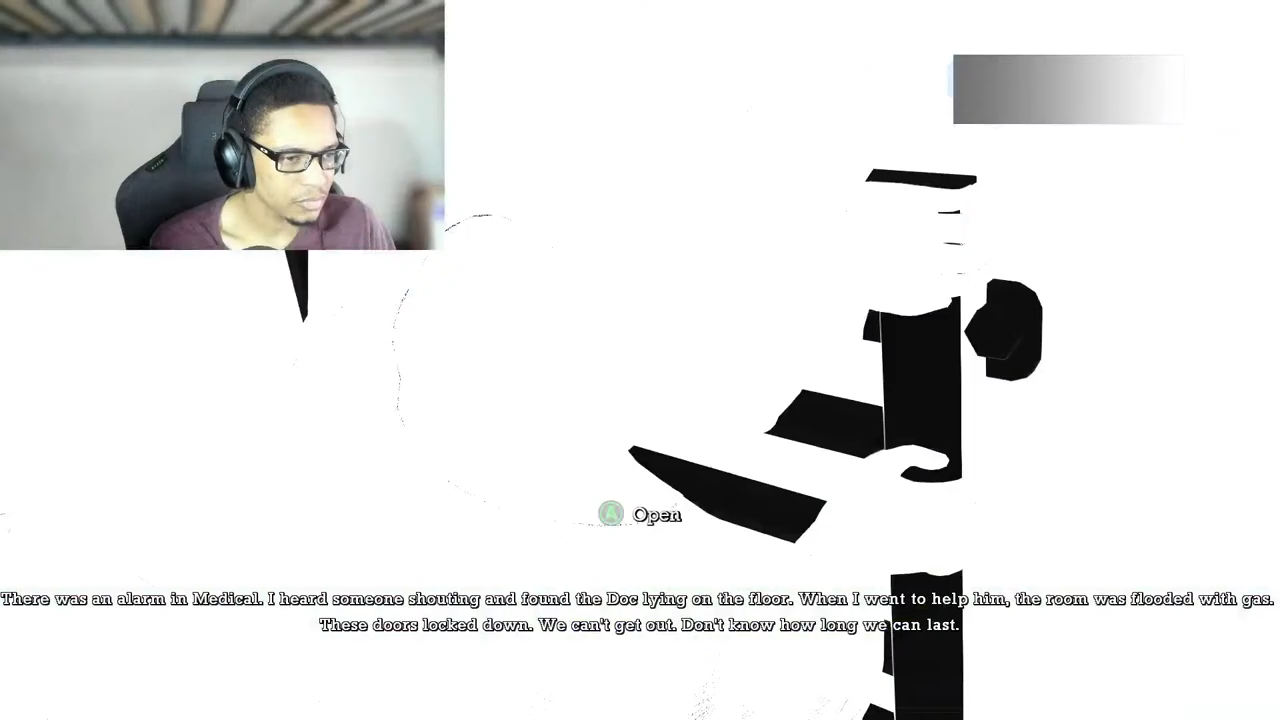 A Open
There was an alarm in Medical. I heard someone shouting and found the Doc lying on the floor. When I went to help him, the room was flooded with gas.
These doors locked down. We can't get out. Don't know how long we can last.